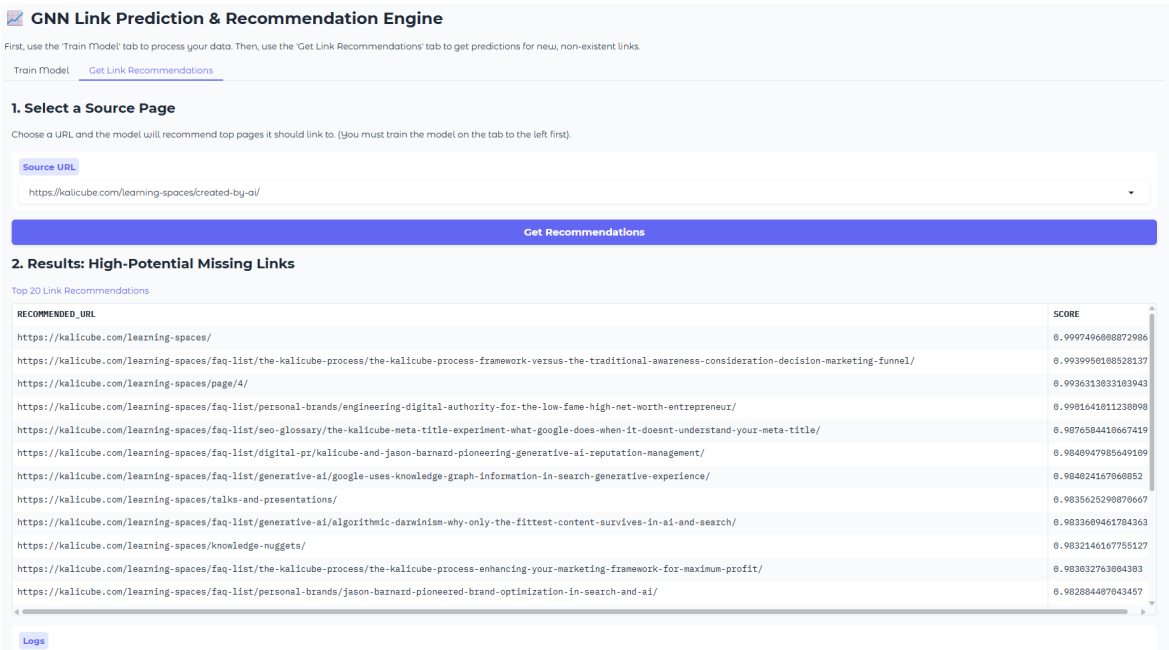 GNN Link Prediction & Recommendation Engine
First, use the 'Train Model' tab to process your data. Then, use the 'Get Link Recommendations' tab to get predictions for new, non-existent links.
Train Model Get Link Recommendations
1. Select a Source Page
Choose a URL and the model will recommend top pages it should link to. (You must train the model on the tab to the left first).
Source URL
https://kalicube.com/learning-spaces/created-by-ai/
Get Recommendations
2. Results: High-Potential Missing Links
Top 20 Link Recommendations
RECOMMENDED_URL SCORE
https://kalicube.com/learning-spaces/ 0.9997496008872986
https://kalicube.com/learning-spaces/faq-list/the-kalicube-process/the-kalicube-process-framework-versus-the-traditional-awareness-consideration-decision-marketing-funnel/ 0.9939950108528137
https://kalicube.com/learning-spaces/page/4/ 0.9936313033103943
https://kalicube.com/learning-spaces/faq-list/personal-brands/engineering-digital-authority-for-the-low-fame-high-net-worth-entrepreneur/ 0.9901641011238098
https://kalicube.com/learning-spaces/faq-list/seo-glossary/the-kalicube-meta-title-experiment-what-google-does-when-it-doesnt-understand-your-meta-title/ 0.9876584410667419
https://kalicube.com/learning-spaces/faq-list/digital-pr/kalicube-and-jason-barnard-pioneering-generative-ai-reputation-management/ 0.9840947985649109
https://kalicube.com/learning-spaces/faq-list/generative-ai/google-uses-knowledge-graph-information-in-search-generative-experience/ 0.984024167060852
https://kalicube.com/learning-spaces/talks-and-presentations/ 0.9835625290870667
https://kalicube.com/learning-spaces/faq-list/generative-ai/algorithmic-darwinism-why-only-the-fittest-content-survives-in-ai-and-search/ 0.9833609461784363
https://kalicube.com/learning-spaces/knowledge-nuggets/ 0.9832146167755127
https://kalicube.com/learning-spaces/faq-list/the-kalicube-process/the-kalicube-process-enhancing-your-marketing-framework-for-maximum-profit/ 0.983032763004303
https://kalicube.com/learning-spaces/faq-list/personal-brands/jason-barnard-pioneered-brand-optimization-in-search-and-ai/ 0.982884407043457
Logs